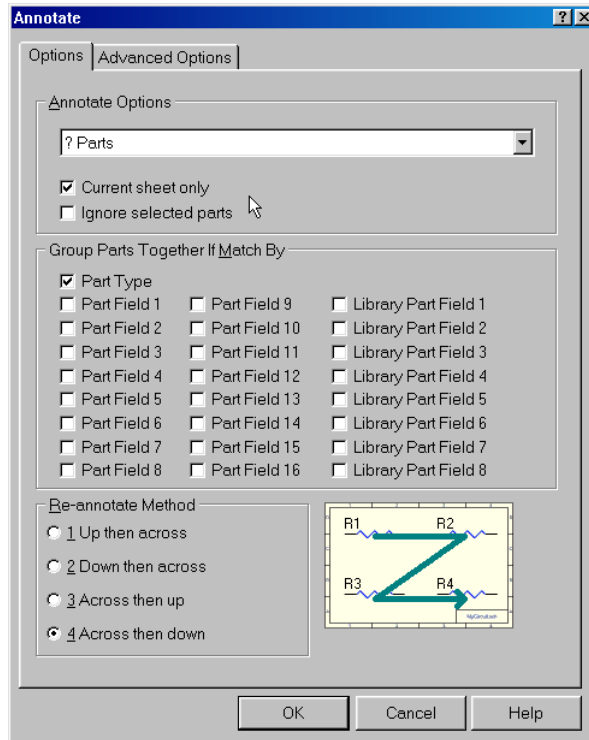 Annotate
Options Advanced Options
Annotate Options
? Parts
Current sheet only
Ignore selected parts
Group Parts Together If Match By
Part Type
Part Field 1 Part Field 9 Library Part Field 1
Part Field 2 Part Field 10 Library Part Field 2
Part Field 3 Part Field 11 Library Part Field 3
Part Field 4 Part Field 12 Library Part Field 4
Part Field 5 Part Field 13 Library Part Field 5
Part Field 6 Part Field 14 Library Part Field 6
Part Field 7 Part Field 15 Library Part Field 7
Part Field 8 Part Field 16 Library Part Field 8
Re-annotate Method
1 Up then across
2 Down then across
3 Across then up
4 Across then down
R1 R2
R3 R4
OK Cancel Help